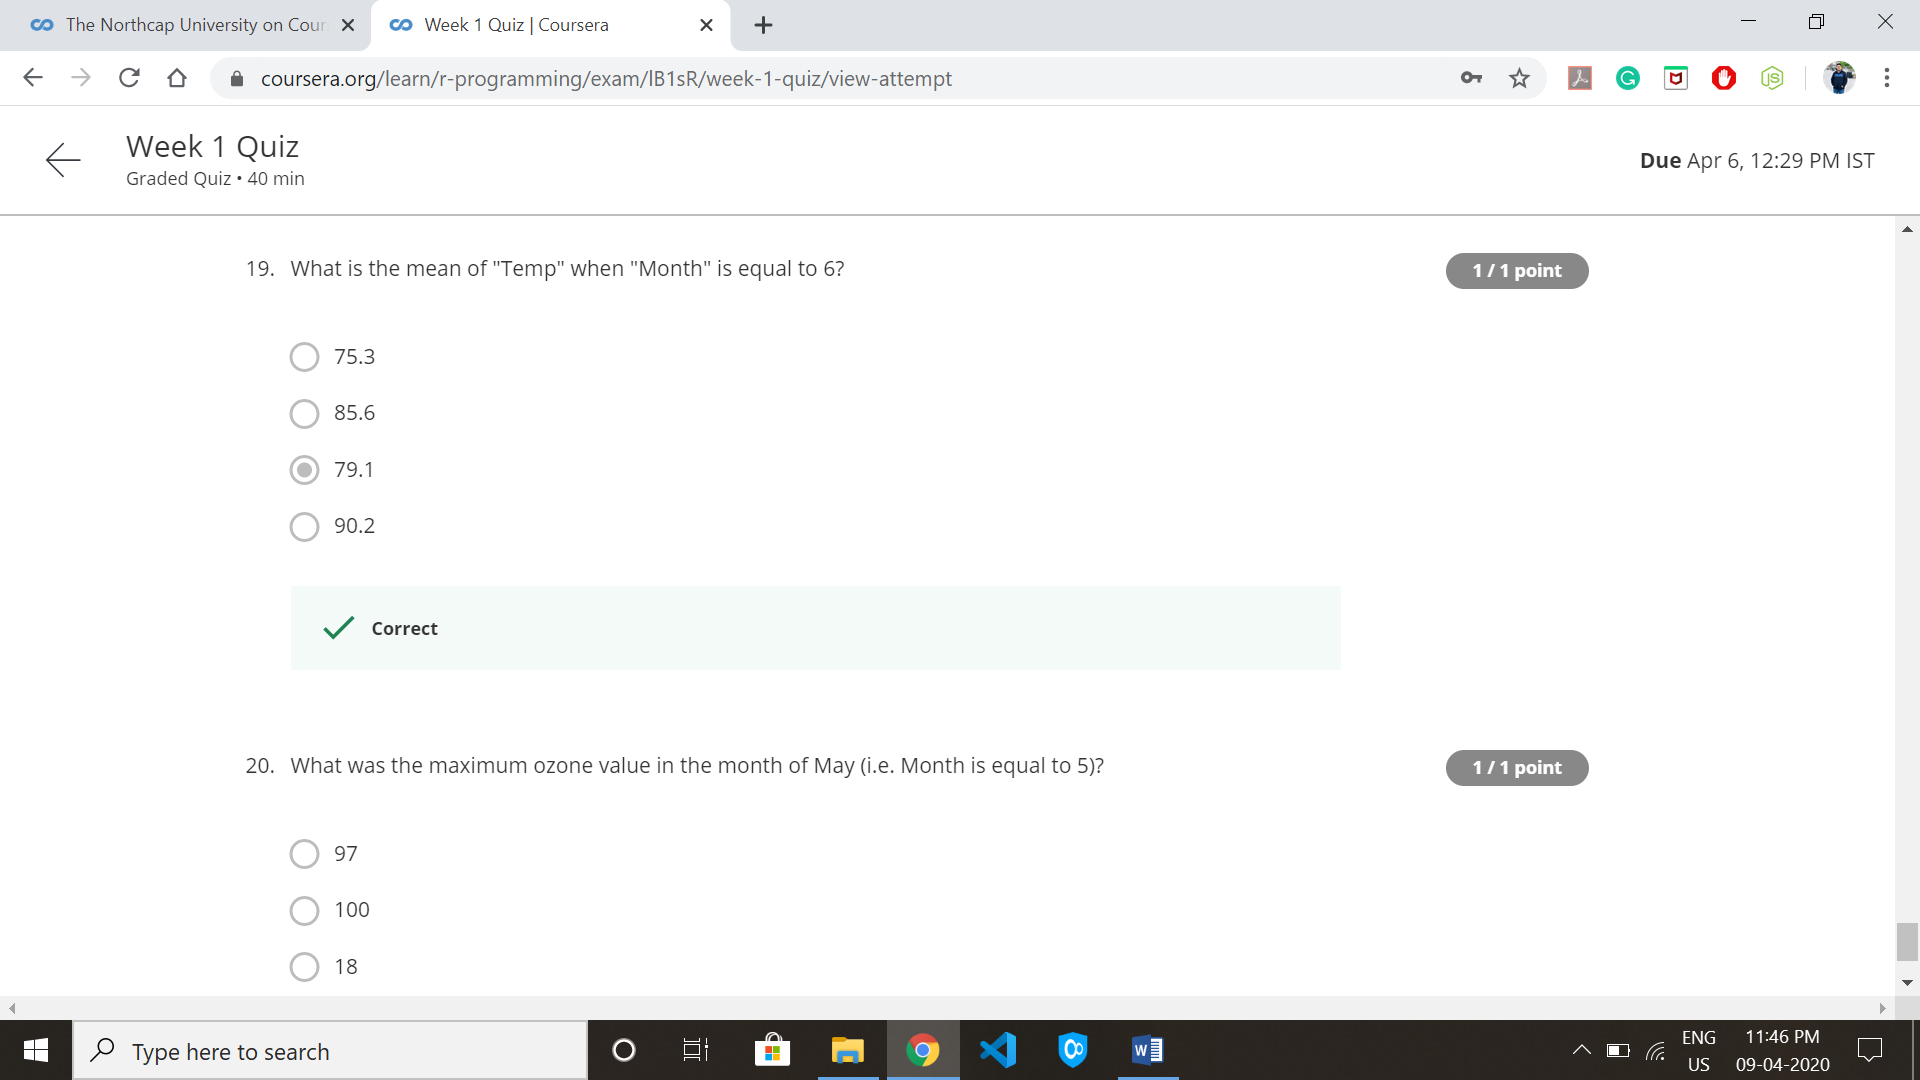 The Northcap University on Cour
Week 1 Quiz | Coursera
coursera.org/learn/r-programming/exam/lB1sR/week-1-quiz/view-attempt
Week 1 Quiz
Graded Quiz • 40 min
Due Apr 6, 12:29 PM IST
19. What is the mean of "Temp" when "Month" is equal to 6?
1 / 1 point
75.3
85.6
79.1
90.2
Correct
20. What was the maximum ozone value in the month of May (i.e. Month is equal to 5)?
1 / 1 point
97
100
18
Type here to search
ENG
US
11:46 PM
09-04-2020